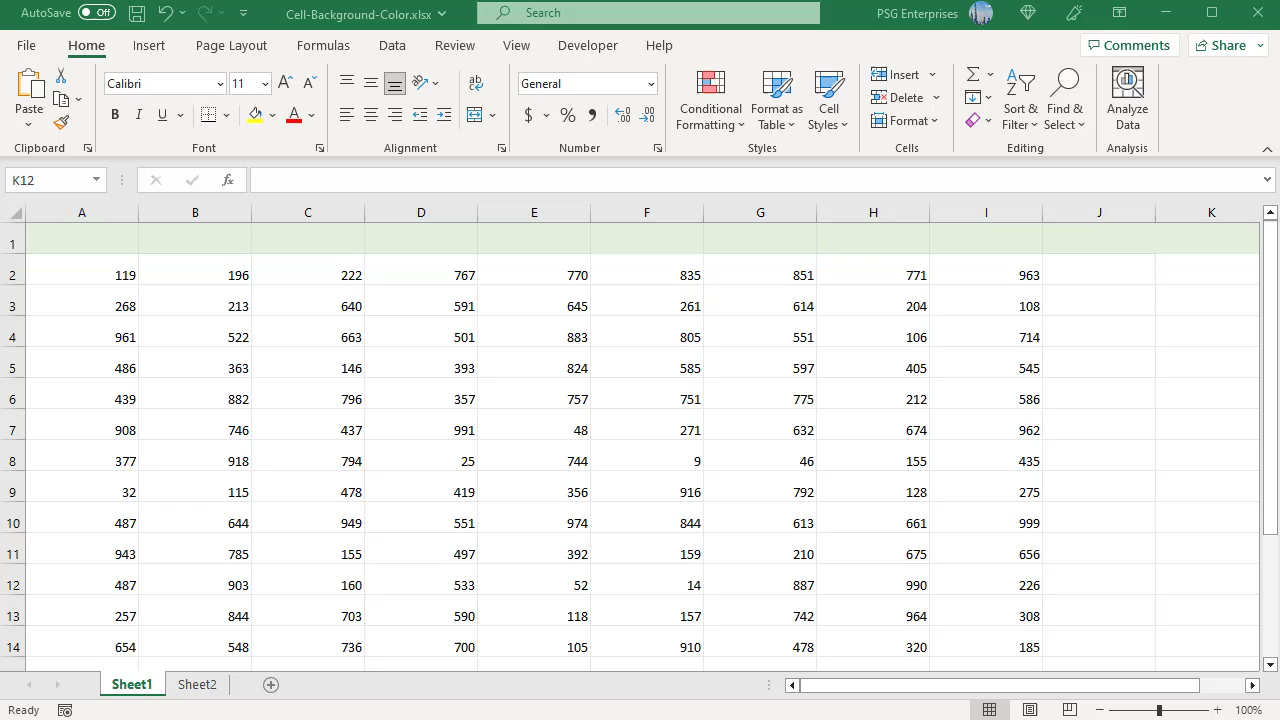 AutoSave Off Cell-Background-Color.xlsx Search PSG Enterprises
File Home Insert Page Layout Formulas Data Review View Developer Help Comments Share
Paste
Clipboard
Calibri 11
B I U A
Font
ab
Alignment
General
$ % 9
Number
Conditional Formatting
Format as Table
Cell Styles
Styles
Insert
Delete
Format
Cells
Sort & Filter
Find & Select
Editing
Analyze Data
Analysis
K12 fx
A B C D E F G H I J K
1
2 119 196 222 767 770 835 851 771 963
3 268 213 640 591 645 261 614 204 108
4 961 522 663 501 883 805 551 106 714
5 486 363 146 393 824 585 597 405 545
6 439 882 796 357 757 751 775 212 586
7 908 746 437 991 48 271 632 674 962
8 377 918 794 25 744 9 46 155 435
9 32 115 478 419 356 916 792 128 275
10 487 644 949 551 974 844 613 661 999
11 943 785 155 497 392 159 210 675 656
12 487 903 160 533 52 14 887 990 226
13 257 844 703 590 118 157 742 964 308
14 654 548 736 700 105 910 478 320 185
Sheet1 Sheet2
Ready 100%